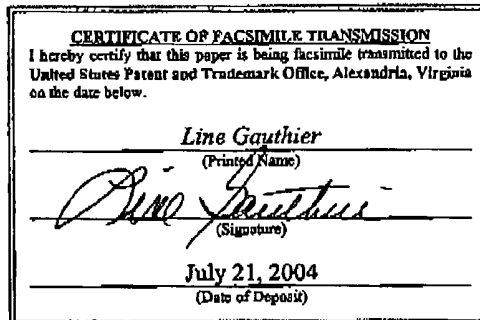 CERTIFICATE OF FACSIMILE TRANSMISSION
I hereby certify that this paper is being facsimile transmitted to the
United States Patent and Trademark Office, Alexandria, Virginia
on the date below.
Line Gauthier
(Printed Name)
Line Gauthier
(Signature)
July 21, 2004
(Date of Deposit)